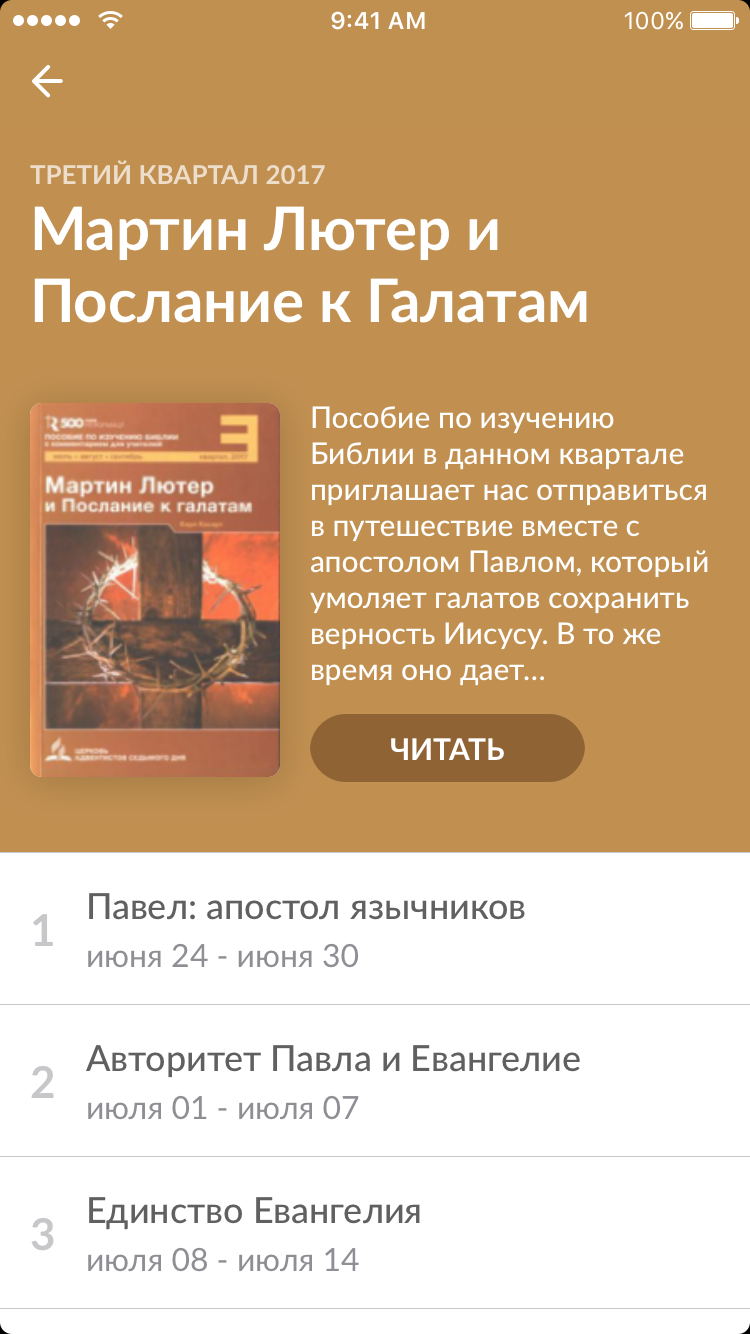 9:41 AM
100%
ТРЕТИЙ КВАРТАЛ 2017
Мартин Лютер и
Послание к Галатам
500
ПОСОБИЕ ПО ИЗУЧЕНИЮ БИБЛИИ
С КОММЕНТАРИЕМ ДЛЯ УЧИТЕЛЕЙ
3
июль – август – сентябрь
квартал, 2017
Мартин Лютер
и Послание к галатам
ЦЕРКОВЬ
АДВЕНТИСТОВ СЕДЬМОГО ДНЯ
Пособие по изучению
Библии в данном квартале
приглашает нас отправиться
в путешествие вместе с
апостолом Павлом, который
умоляет галатов сохранить
верность Иисусу. В то же
время оно дает...
ЧИТАТЬ
1
Павел: апостол язычников
июня 24 - июня 30
2
Авторитет Павла и Евангелие
июля 01 - июля 07
3
Единство Евангелия
июля 08 - июля 14